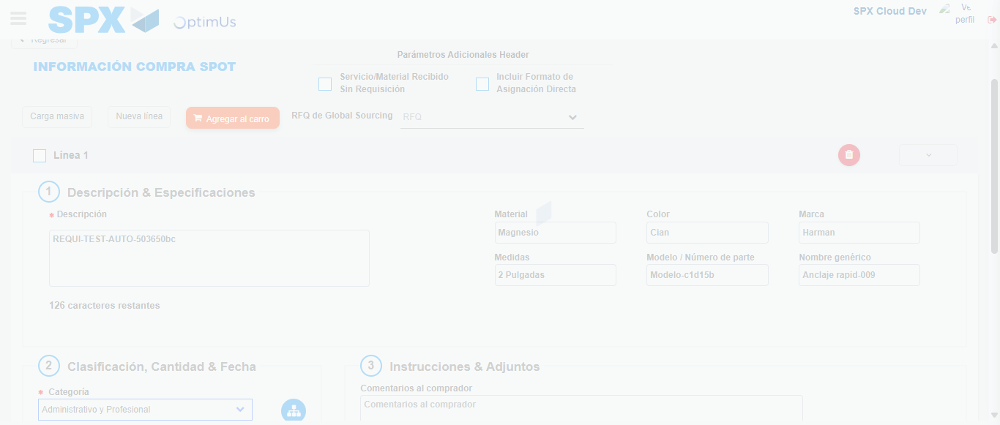 SPX
OptimUs
SPX Cloud Dev
perfil
Regresar
Parámetros Adicionales Header
INFORMACIÓN COMPRA SPOT
Servicio/Material Recibido
Sin Requisición
Incluir Formato de
Asignación Directa
Carga masiva
Nueva línea
Agregar al carro
RFQ de Global Sourcing
RFQ
Línea 1
1
Descripción & Especificaciones
* Descripción
REQUI-TEST-AUTO-503650bc
126 caracteres restantes
Material
Color
Marca
Magnesio
Cian
Harman
Medidas
Modelo / Número de parte
Nombre genérico
2 Pulgadas
Modelo-c1d15b
Anclaje rapid-009
2
Clasificación, Cantidad & Fecha
* Categoría
Administrativo y Profesional
3
Instrucciones & Adjuntos
Comentarios al comprador
Comentarios al comprador